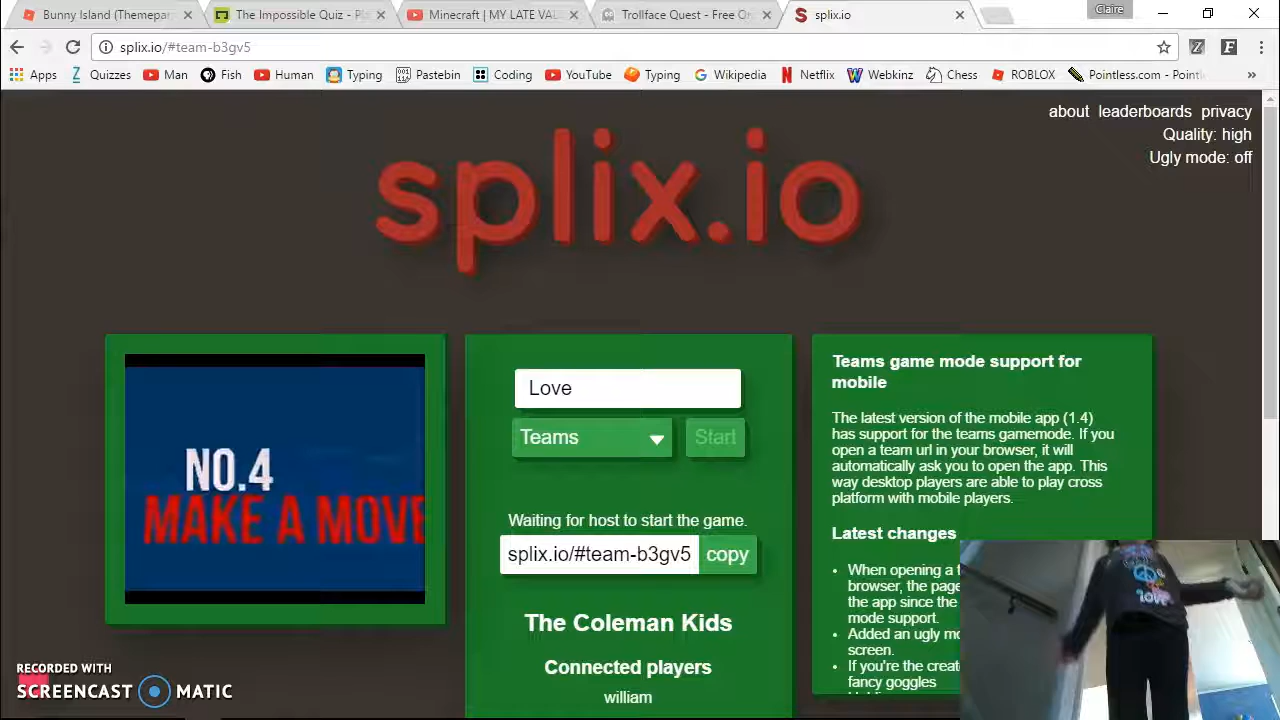 Bunny Island (Themepar
The Impossible Quiz - Pl
Minecraft | MY LATE VAL
Trollface Quest - Free On
splix.io
Claire
splix.io/#team-b3gv5
Apps
Quizzes
Man
Fish
Human
Typing
Pastebin
Coding
YouTube
Typing
Wikipedia
Netflix
Webkinz
Chess
ROBLOX
Pointless.com - Pointl
»
about leaderboards privacy
Quality: high
Ugly mode: off
splix.io
NO.4
MAKE A MOVE
Love
Teams
Start
Waiting for host to start the game.
splix.io/#team-b3gv5
copy
The Coleman Kids
Connected players
william
Teams game mode support for
mobile
The latest version of the mobile app (1.4)
has support for the teams gamemode. If you
open a team url in your browser, it will
automatically ask you to open the app. This
way desktop players are able to play cross
platform with mobile players.
Latest changes
• When opening a t
browser, the page
the app since the
mode support.
• Added an ugly mo
screen.
• If you're the creat
fancy goggles
RECORDED WITH
SCREENCAST MATIC
LOVE